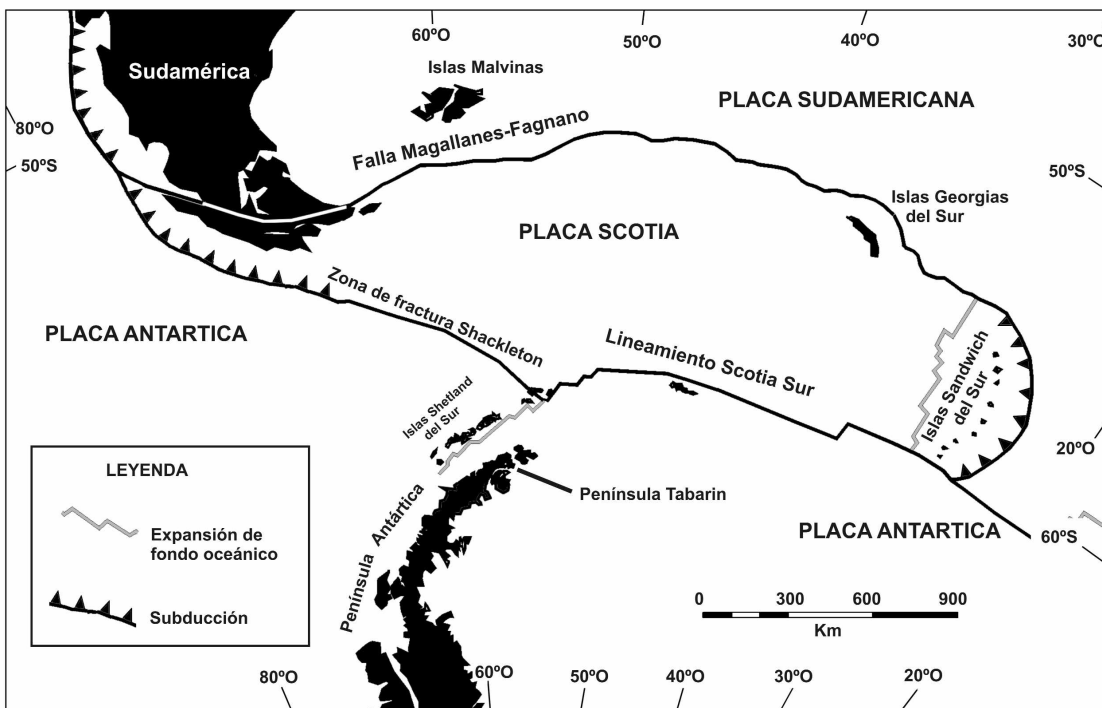 60ºO
50ºO
40ºO
30ºO
Sudamérica
Islas Malvinas
PLACA SUDAMERICANA
80ºO
50ºS
Falla Magallanes-Fagnano
50ºS
Islas Georgias
del Sur
PLACA SCOTIA
Zona de fractura Shackleton
PLACA ANTARTICA
Lineamiento Scotia Sur
Islas Sandwich
del Sur
Islas Shetland
del Sur
20ºO
LEYENDA
Península Tabarin
Expansión de
fondo oceánico
Península Antártica
PLACA ANTARTICA
60ºS
Subducción
0 300 600 900
Km
80ºO
60ºO
50ºO
40ºO
30ºO
20ºO